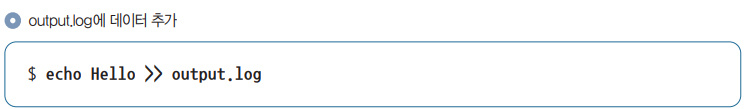 output.log에 데이터 추가
$ echo Hello >> output.log